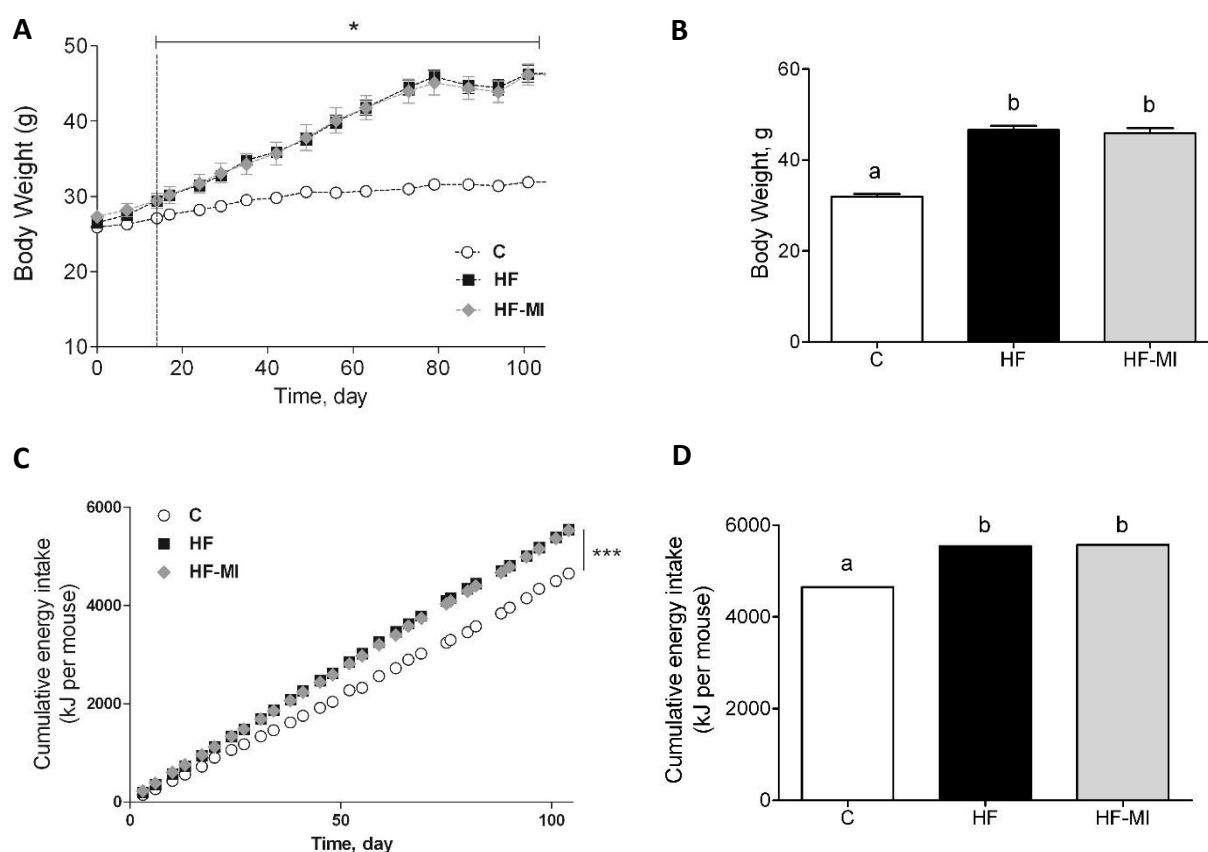 A
*
50
40
30
20
10
Body Weight (g)
C
HF
HF-MI
0 20 40 60 80 100
Time, day
B
60
40
20
0
Body Weight, g
a
b
b
C HF HF-MI
C
6000
4000
2000
0
Cumulative energy intake
(kJ per mouse)
C
HF
HF-MI
***
0 50 100
Time, day
D
6000
4000
2000
0
Cumulative energy intake
(kJ per mouse)
a
b
b
C HF HF-MI